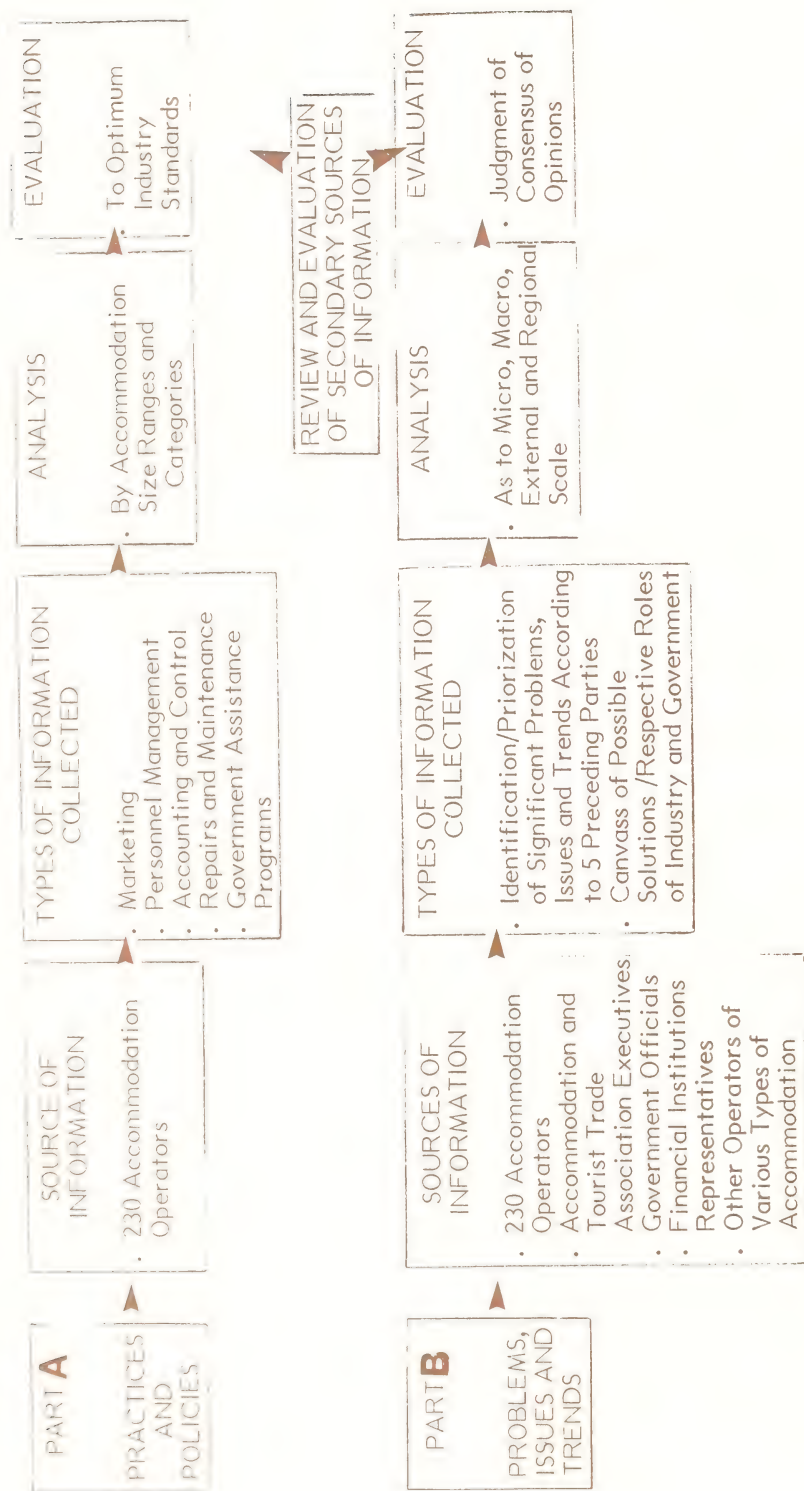 PART A
PRACTICES
AND
POLICIES
SOURCE OF
INFORMATION
• 230 Accommodation
Operators
TYPES OF INFORMATION
COLLECTED
• Marketing
• Personnel Management
• Accounting and Control
• Repairs and Maintenance
• Government Assistance
Programs
ANALYSIS
• By Accommodation
Size Ranges and
Categories
EVALUATION
• To Optimum
Industry
Standards
REVIEW AND EVALUATION
OF SECONDARY SOURCES
OF INFORMATION
PART B
PROBLEMS,
ISSUES AND
TRENDS
SOURCES OF
INFORMATION
• 230 Accommodation
Operators
• Accommodation and
Tourist Trade
Association Executives
• Government Officials
• Financial Institutions
Representatives
• Other Operators of
Various Types of
Accommodation
TYPES OF INFORMATION
COLLECTED
• Identification/Priorization
of Significant Problems,
Issues and Trends According
to 5 Preceding Parties
• Canvass of Possible
Solutions /Respective Roles
of Industry and Government
ANALYSIS
• As to Micro, Macro,
External and Regional
Scale
EVALUATION
• Judgment of
Consensus of
Opinions